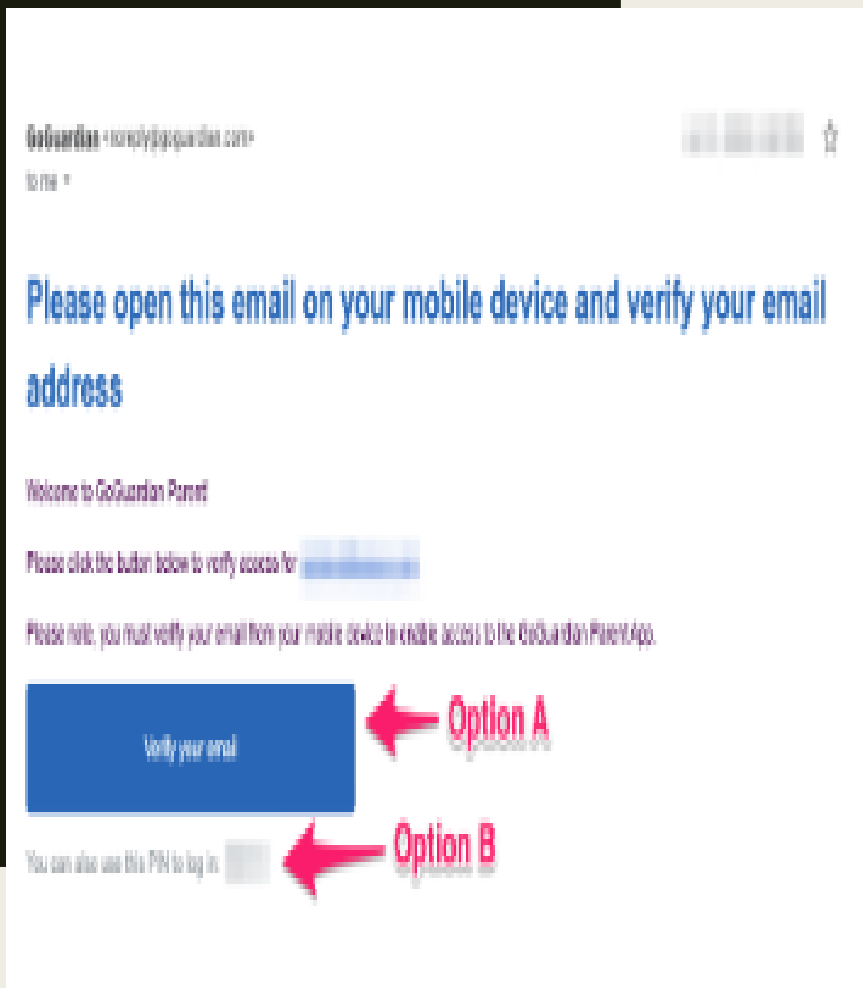 GoGuardian <noreply@goguardian.com>
to me
Please open this email on your mobile device and verify your email
address
Welcome to GoGuardian Parent!
Please click the button below to verify access for
Please note, you must verify your email from your mobile device to enable access to the GoGuardian Parent App.
Option A
Verify your email
Option B
You can also use this PIN to log in: